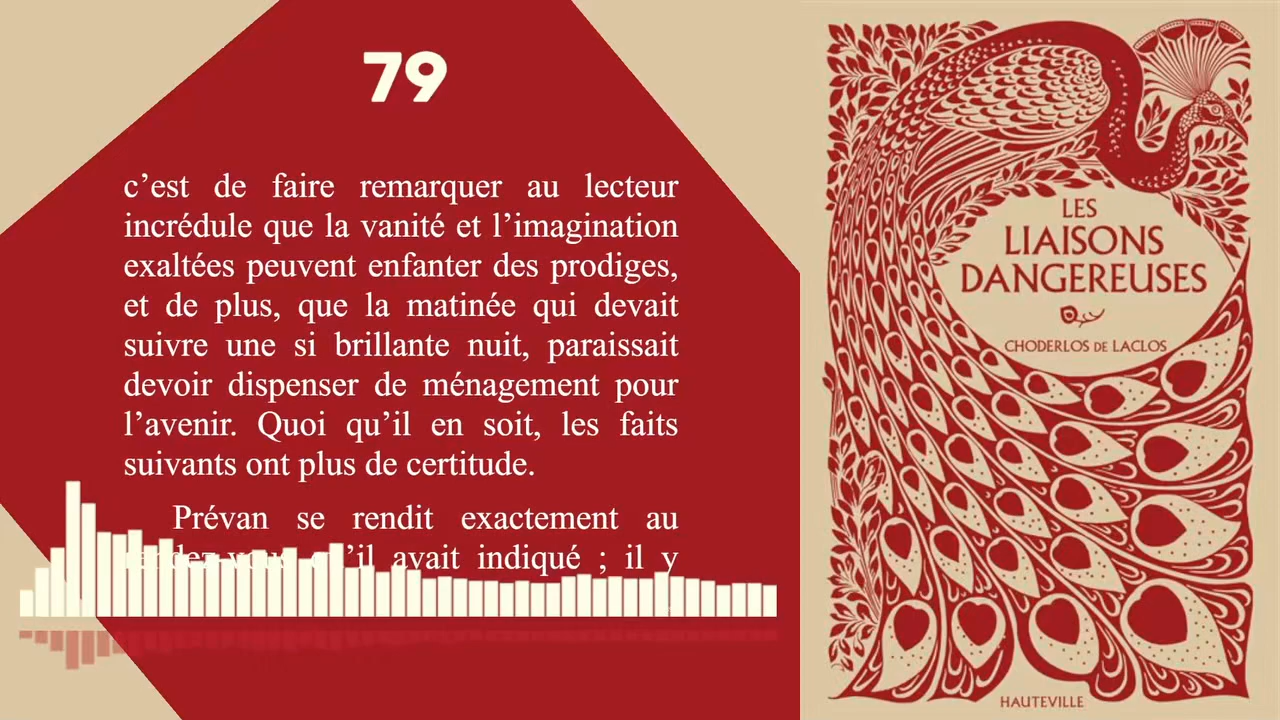 79
c’est de faire remarquer au lecteur
incrédule que la vanité et l’imagination
exaltées peuvent enfanter des prodiges,
et de plus, que la matinée qui devait
suivre une si brillante nuit, paraissait
devoir dispenser de ménagement pour
l’avenir. Quoi qu’il en soit, les faits
suivants ont plus de certitude.
Prévan se rendit exactement au
avait indiqué ; il y
LES
LIAISONS
DANGEREUSES
CHODERLOS DE LACLOS
HAUTEVILLE